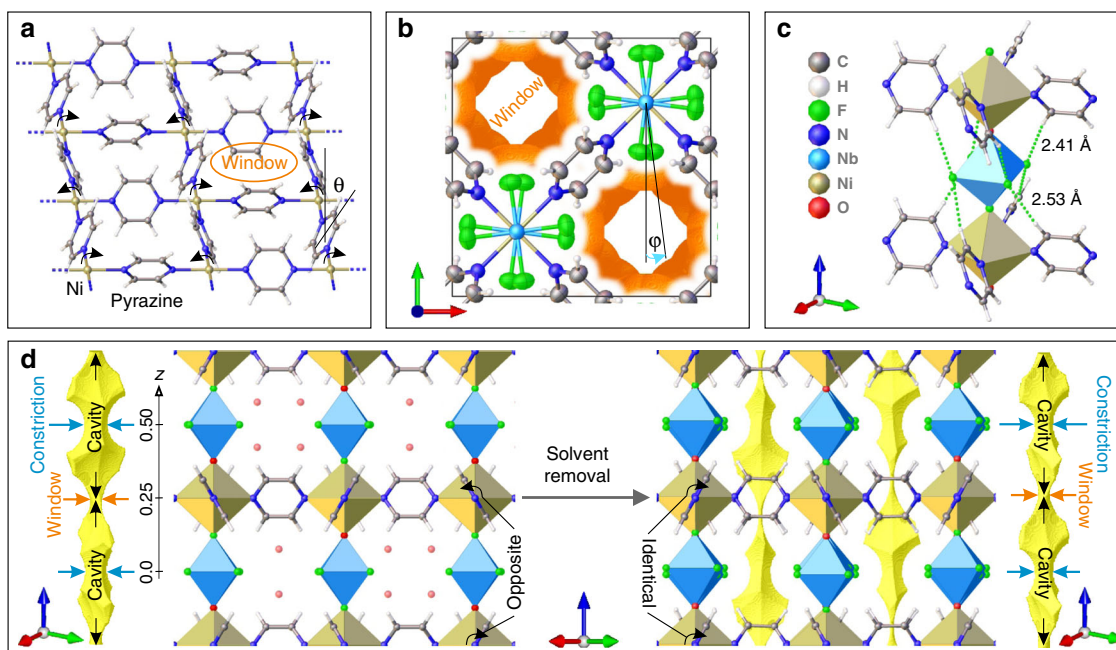 a
Window
θ
Ni
Pyrazine
b
Window
φ
c
C
H
F
N
Nb
Ni
O
2.41 Å
2.53 Å
d
Constriction
Window
Cavity
Cavity
z
0.50
0.25
0.0
Opposite
Solvent
removal
Identical
Cavity
Cavity
Constriction
Window